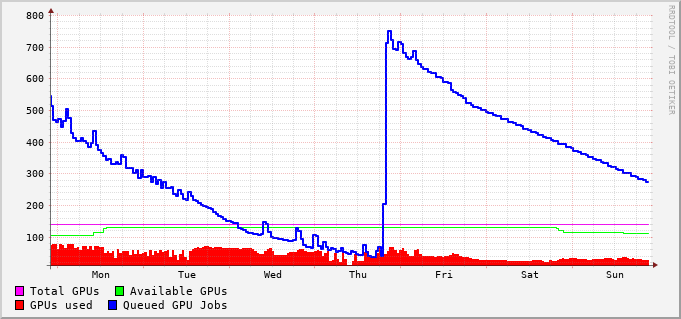 800
700
600
500
400
300
200
100
Mon Tue Wed Thu Fri Sat Sun
Total GPUs Available GPUs
GPUs used Queued GPU Jobs
RRDTOOL / TOBI OETIKER